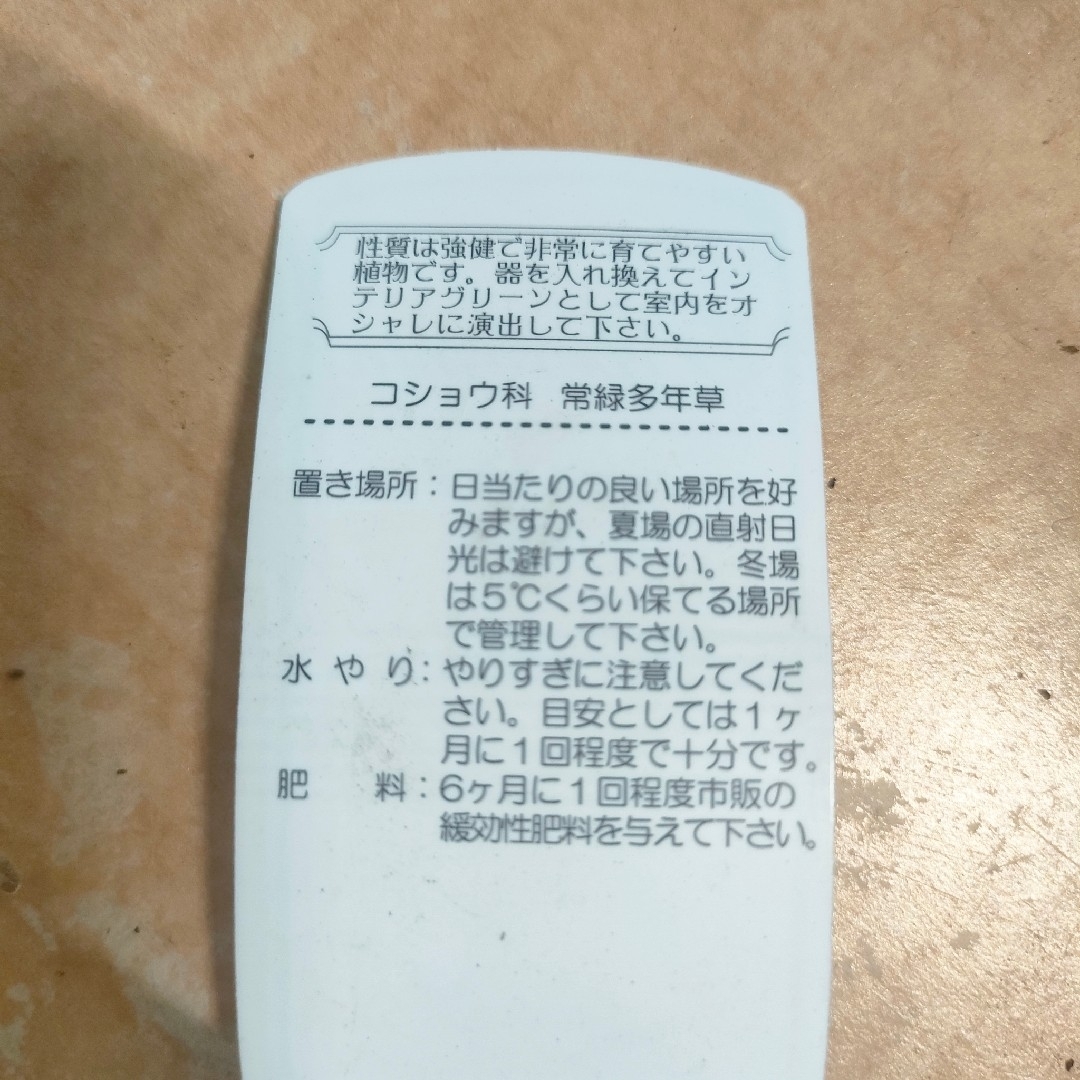 性質は強健で非常に育てやすい
植物です。器を入れ換えてイン
テリアグリーンとして室内をオ
シャレに演出して下さい。
コショウ科 常緑多年草
置き場所：日当たりの良い場所を好
みますが、夏場の直射日
光は避けて下さい。冬場
は5℃くらい保てる場所
で管理して下さい。
水やり：やりすぎに注意してくだ
さい。目安としては1ヶ
月に1回程度で十分です。
肥料：6ヶ月に1回程度市販の
緩効性肥料を与えて下さい。